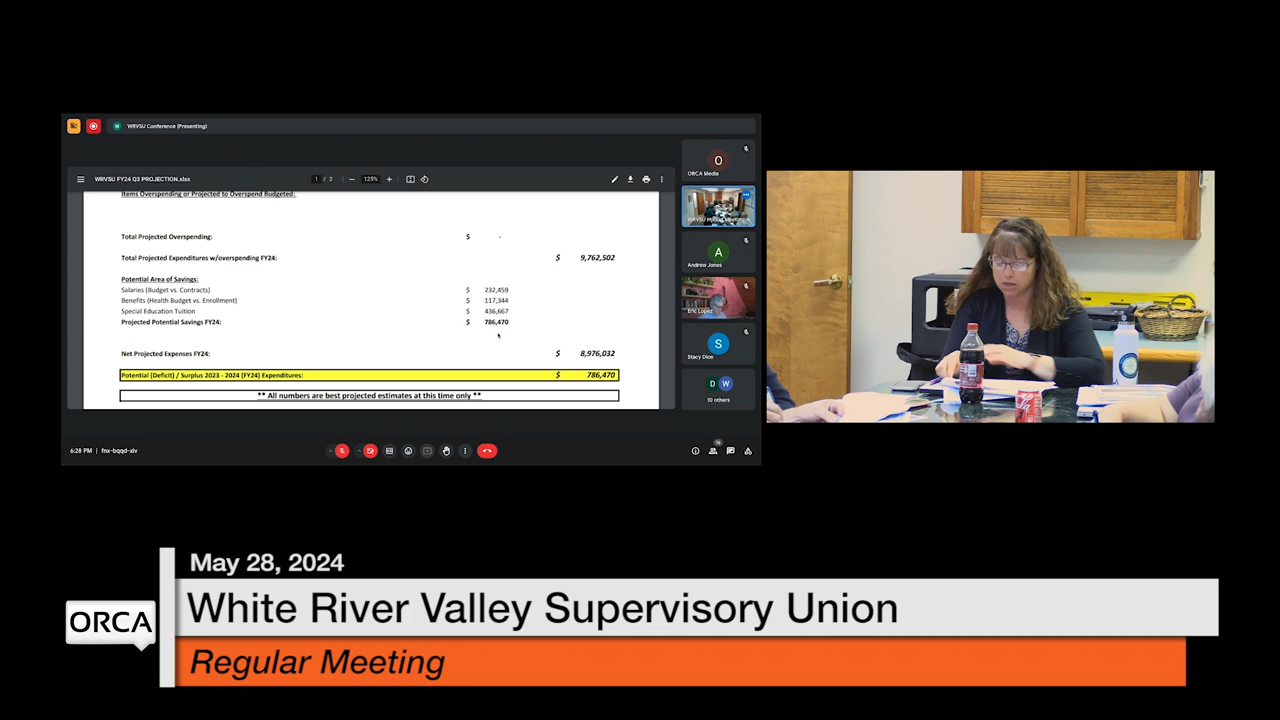 WRVSU Conference (Presenting)
WRVSU FY24 Q3 PROJECTION.xlsx
1 / 2
125%
Items Overspending or Projected to Overspend Budgeted:
Total Projected Overspending: $ -
Total Projected Expenditures w/overspending FY24: $ 9,762,502
Potential Area of Savings:
Salaries (Budget vs. Contracts) $ 232,459
Benefits (Health Budget vs. Enrollment) $ 117,344
Special Education Tuition $ 436,667
Projected Potential Savings FY24: $ 786,470
Net Projected Expenses FY24: $ 8,976,032
Potential (Deficit) / Surplus 2023 - 2024 (FY24) Expenditures: $ 786,470
** All numbers are best projected estimates at this time only **
O
ORCA Media
A
Andrew Jones
Eric Lopez
S
Stacy Dion
D W
10 others
6:28 PM | fnx-bqqd-xiv
16
May 28, 2024
ORCA
White River Valley Supervisory Union
Regular Meeting